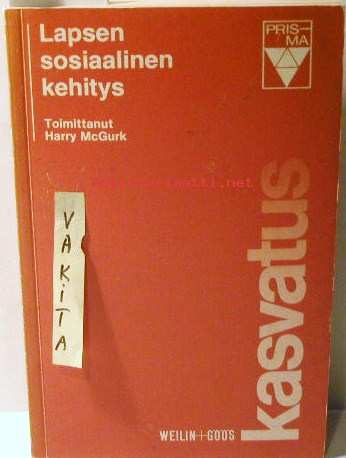 Lapsen
sosiaalinen
kehitys
Toimittanut
Harry McGurk
PRIS-
MA
VAKiTA
kasvatus
WEILIN+GÖÖS